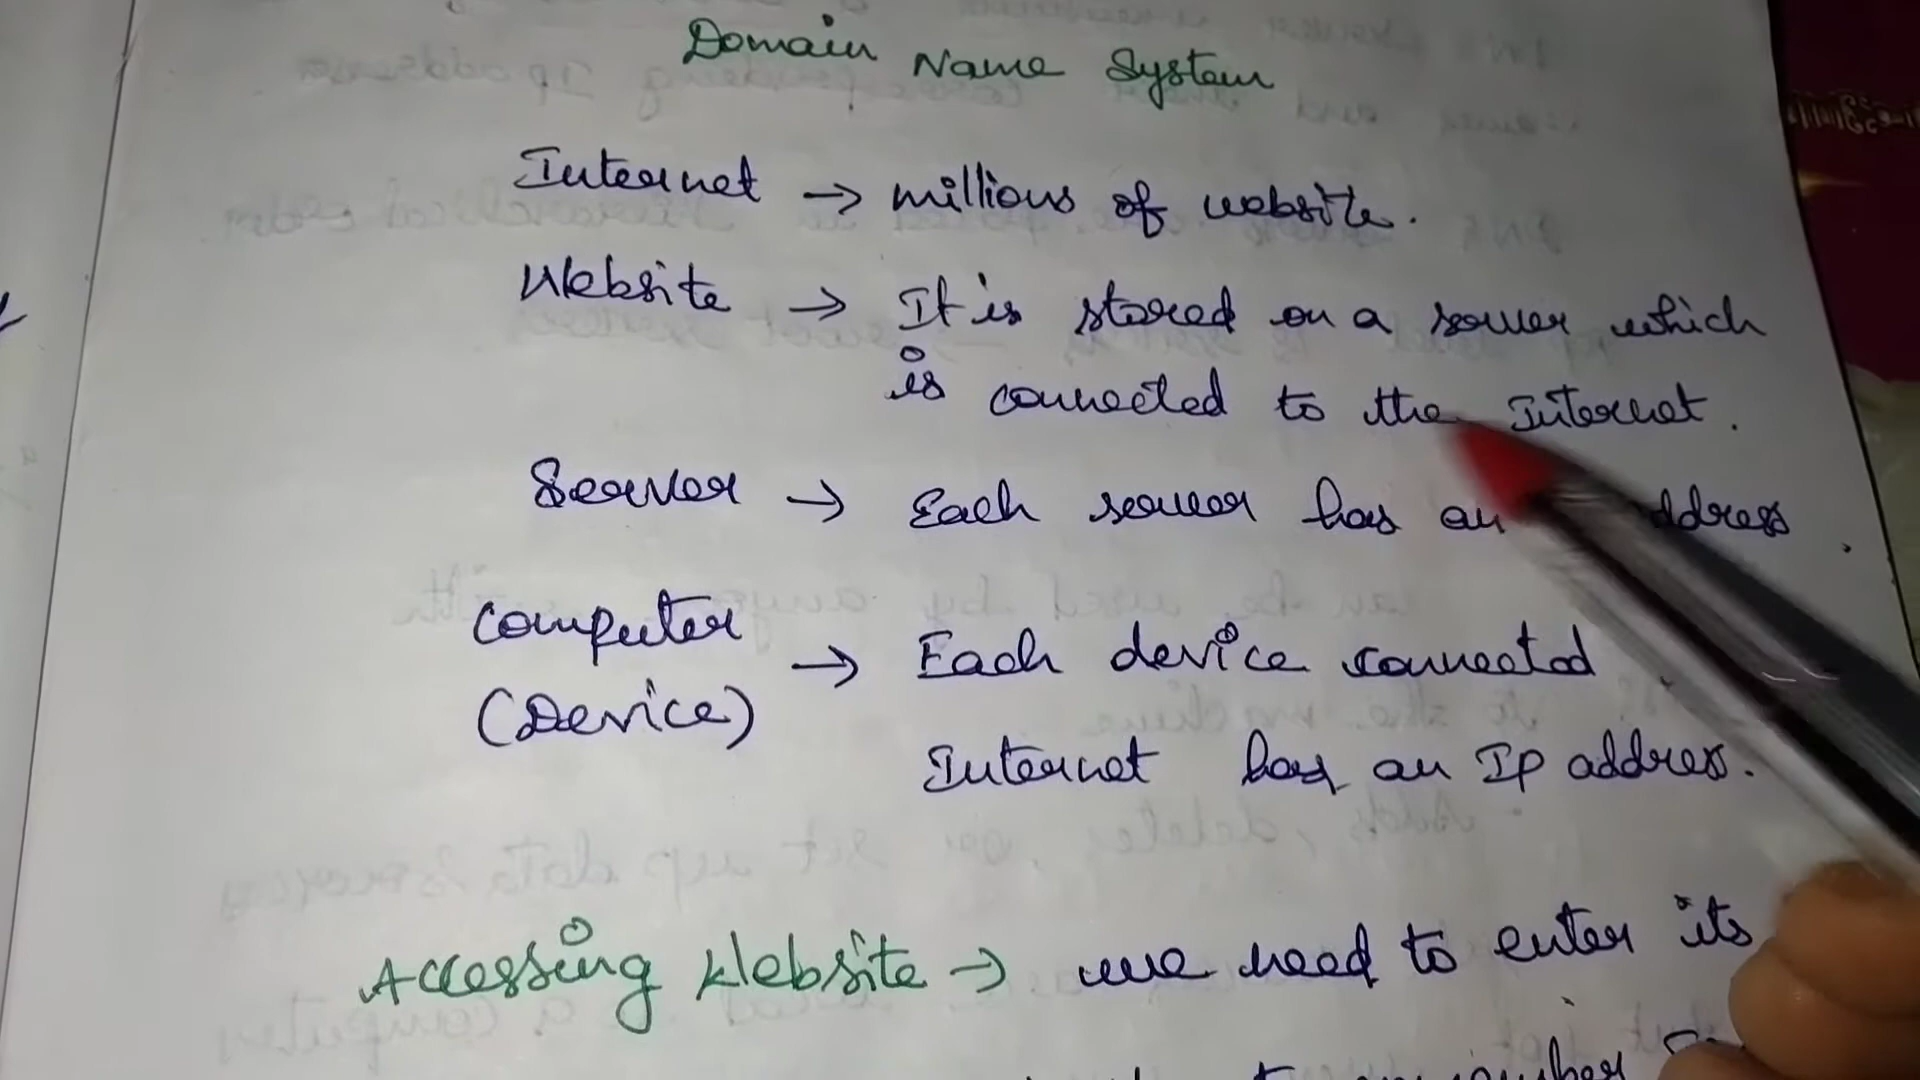 Domain Name System
Internet → millions of website.
Website → It is stored on a server which
is connected to the Internet.
Server → Each server has an address
Computer
(Device) → Each device connected
Internet has an Ip address.
Accessing Website → we need to enter its